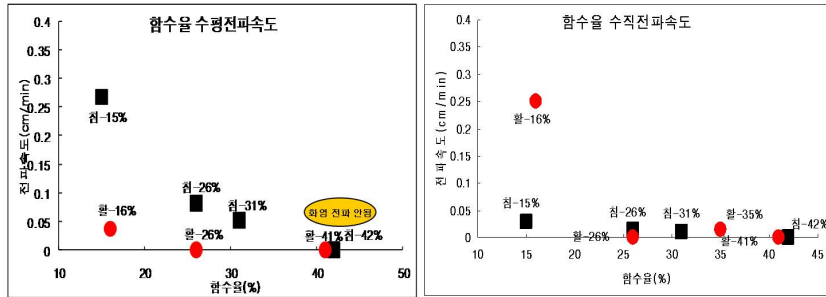 함수율 수평전파속도
전파속도(cm/min)
0.4
0.35
0.3
0.25
0.2
0.15
0.1
0.05
0
침-15%
활-16%
침-26%
침-31%
활-26%
화염 전파 안됨
활-41%
침-42%
10 20 30 40 50
함수율(%)
함수율 수직전파속도
전파속도(cm/min)
0.4
0.35
0.3
0.25
0.2
0.15
0.1
0.05
0
활-16%
침-15%
침-26%
침-31%
활-35%
침-42%
활-26%
활-41%
10 15 20 25 30 35 40 45
함수율(%)